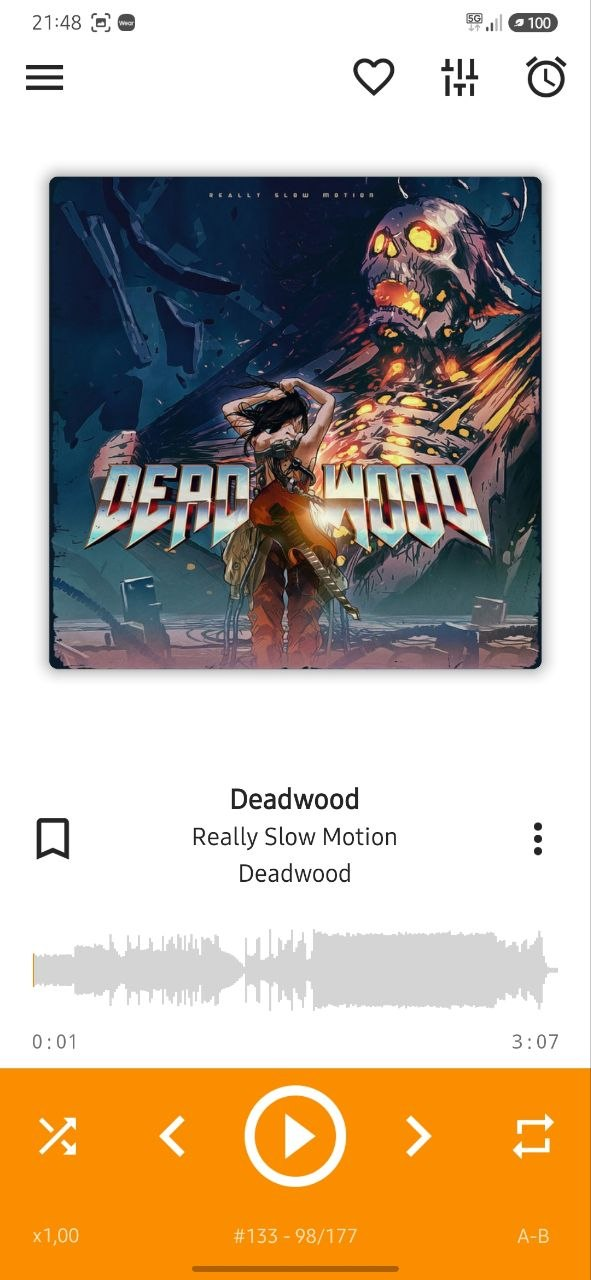 21:48 Wear 5G 100
REALLY SLOW MOTION
DEADWOOD
Deadwood
Really Slow Motion
Deadwood
0:01 3:07
x1,00 #133 - 98/177 A-B